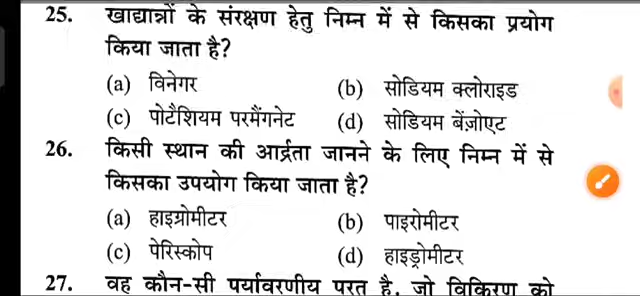 25. खाद्यान्नों के संरक्षण हेतु निम्न में से किसका प्रयोग
किया जाता है?
(a) विनेगर (b) सोडियम क्लोराइड
(c) पोटैशियम परमैंगनेट (d) सोडियम बेंज़ोएट
26. किसी स्थान की आर्द्रता जानने के लिए निम्न में से
किसका उपयोग किया जाता है?
(a) हाइग्रोमीटर (b) पाइरोमीटर
(c) पेरिस्कोप (d) हाइड्रोमीटर
27. वह कौन-सी पर्यावरणीय परत है, जो विकिरण को